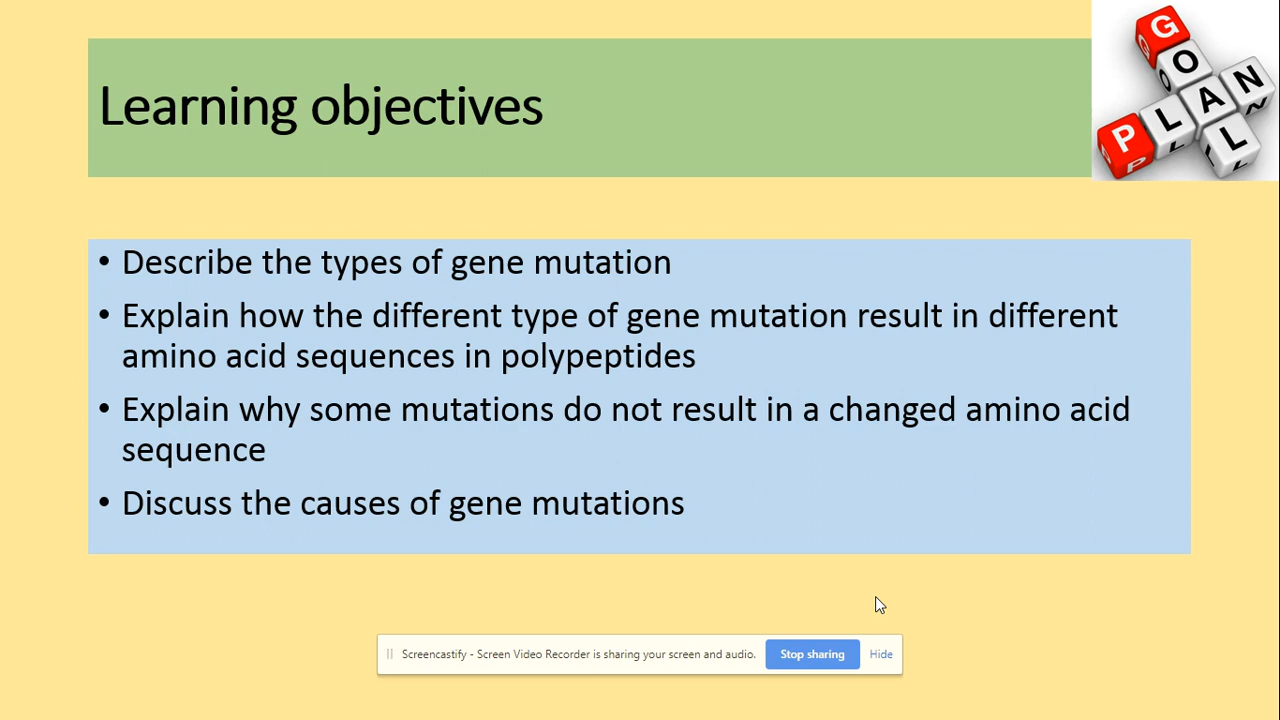 Learning objectives
GOAL
PLAN
• Describe the types of gene mutation
• Explain how the different type of gene mutation result in different
amino acid sequences in polypeptides
• Explain why some mutations do not result in a changed amino acid
sequence
• Discuss the causes of gene mutations
Screencastify - Screen Video Recorder is sharing your screen and audio. Stop sharing Hide